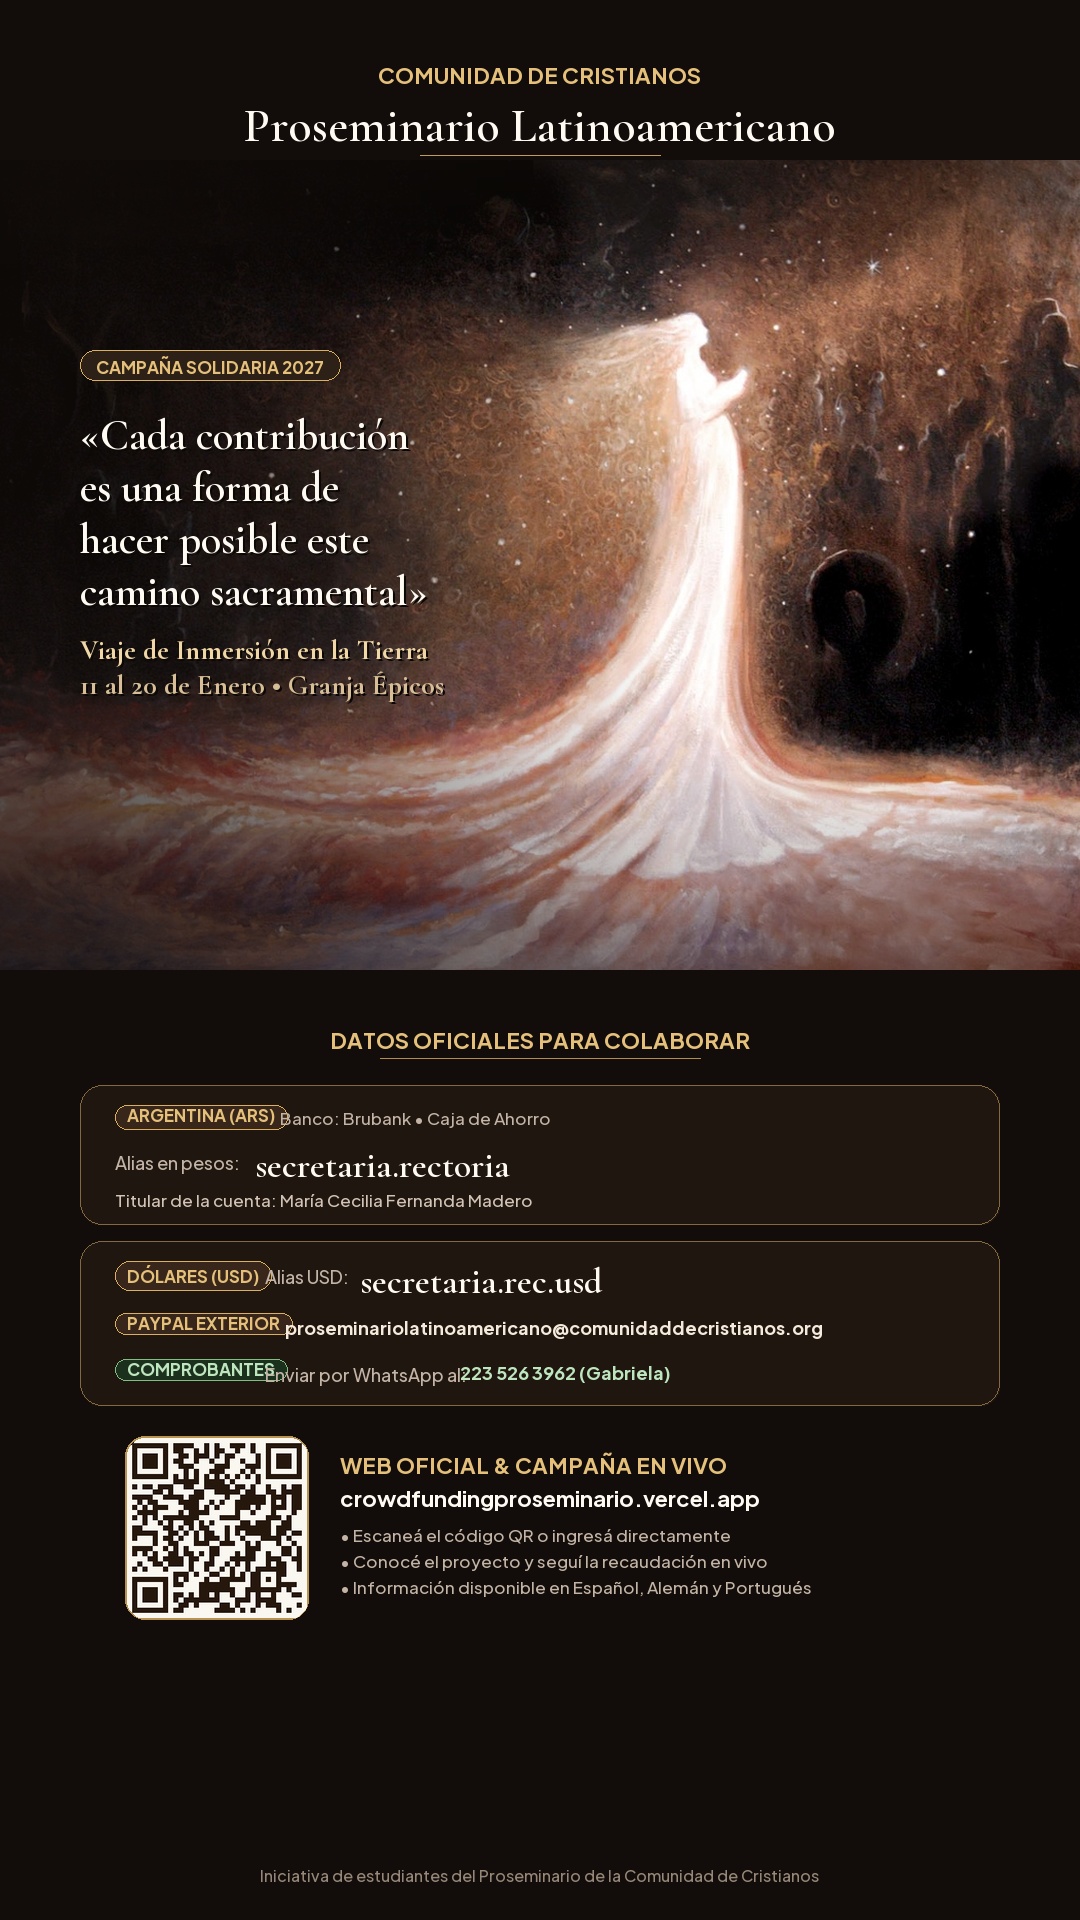 COMUNIDAD DE CRISTIANOS
Proseminario Latinoamericano
CAMPAÑA SOLIDARIA 2027
«Cada contribución
es una forma de
hacer posible este
camino sacramental»
Viaje de Inmersión en la Tierra
11 al 20 de Enero • Granja Épicos
DATOS OFICIALES PARA COLABORAR
ARGENTINA (ARS) Banco: Brubank • Caja de Ahorro
Alias en pesos: secretaria.rectoria
Titular de la cuenta: María Cecilia Fernanda Madero
DÓLARES (USD) Alias USD: secretaria.rec.usd
PAYPAL EXTERIOR proseminariolatinoamericano@comunidaddecristianos.org
COMPROBANTES Enviar por WhatsApp al: 223 526 3962 (Gabriela)
WEB OFICIAL & CAMPAÑA EN VIVO
crowdfundingproseminario.vercel.app
• Escaneá el código QR o ingresá directamente
• Conocé el proyecto y seguí la recaudación en vivo
• Información disponible en Español, Alemán y Portugués
Iniciativa de estudiantes del Proseminario de la Comunidad de Cristianos